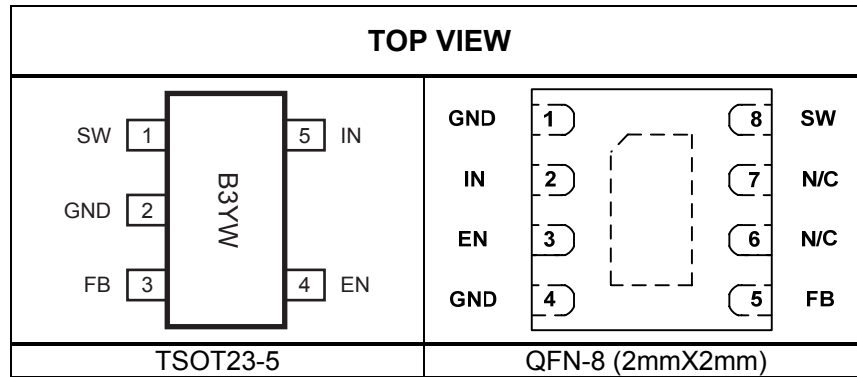 TOP VIEW
SW 1
5 IN
GND 2
FB 3
4 EN
B3YW
TSOT23-5
GND 1
8 SW
IN 2
7 N/C
EN 3
6 N/C
GND 4
5 FB
QFN-8 (2mmX2mm)